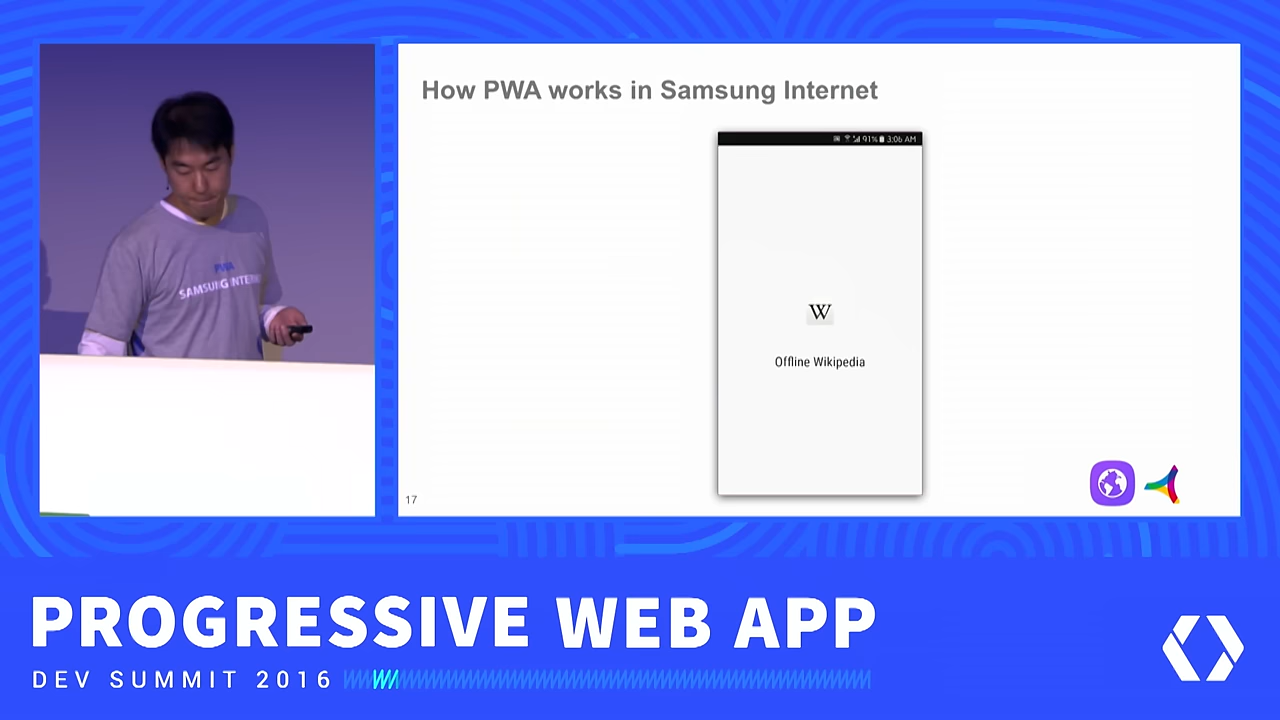 How PWA works in Samsung Internet
91% 3:06 AM
W
Offline Wikipedia
17
PWA
SAMSUNG INTER
PROGRESSIVE WEB APP
DEV SUMMIT 2016